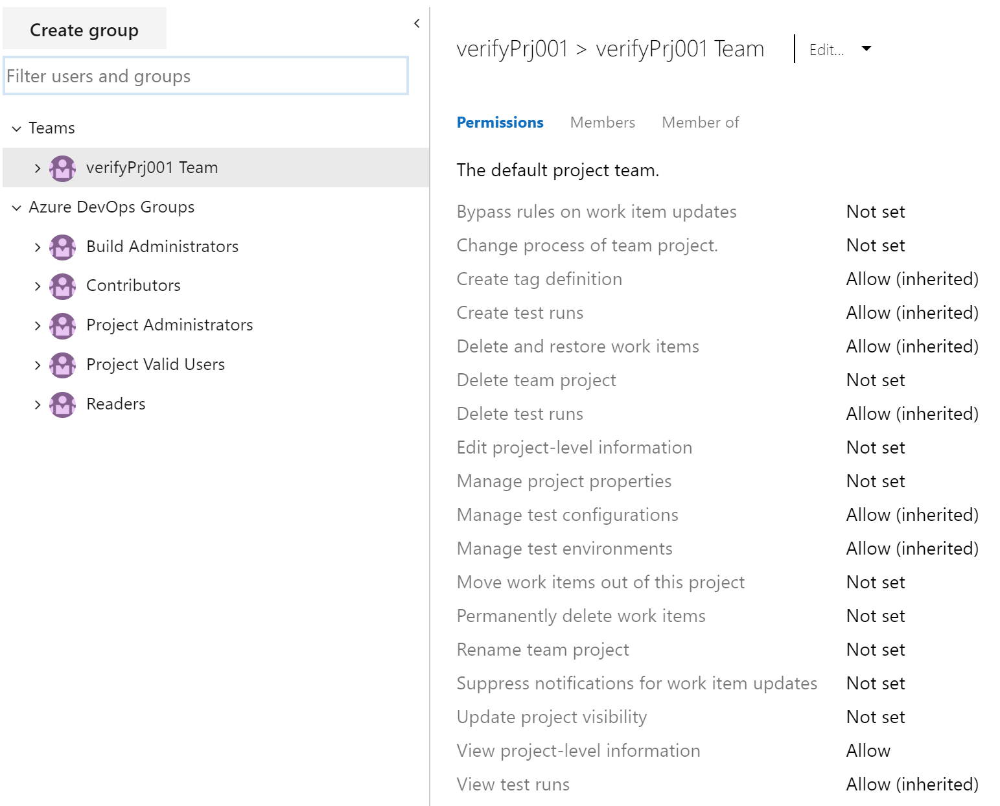 Create group
Filter users and groups
Teams
verifyPrj001 Team
Azure DevOps Groups
Build Administrators
Contributors
Project Administrators
Project Valid Users
Readers
verifyPrj001 > verifyPrj001 Team
Edit...
Permissions Members Member of
The default project team.
Bypass rules on work item updates Not set
Change process of team project. Not set
Create tag definition Allow (inherited)
Create test runs Allow (inherited)
Delete and restore work items Allow (inherited)
Delete team project Not set
Delete test runs Allow (inherited)
Edit project-level information Not set
Manage project properties Not set
Manage test configurations Allow (inherited)
Manage test environments Allow (inherited)
Move work items out of this project Not set
Permanently delete work items Not set
Rename team project Not set
Suppress notifications for work item updates Not set
Update project visibility Not set
View project-level information Allow
View test runs Allow (inherited)